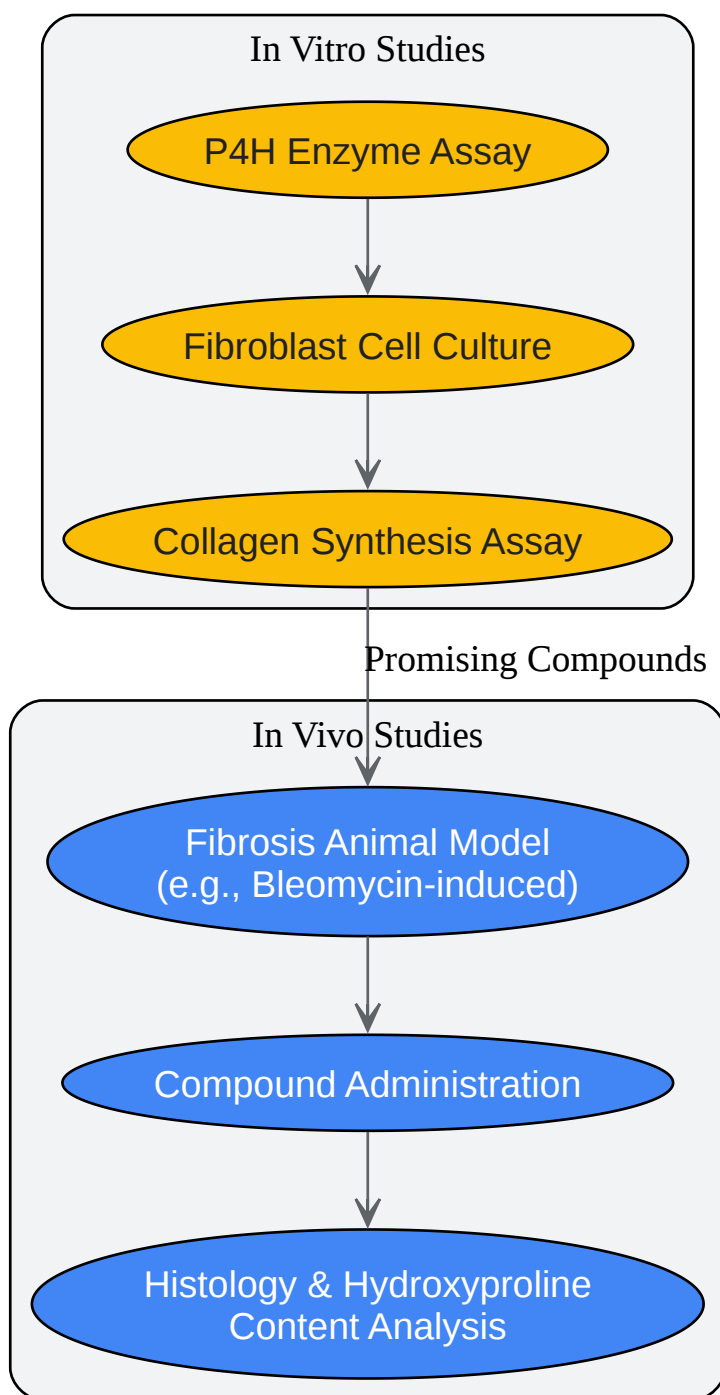 In Vitro Studies
P4H Enzyme Assay
Fibroblast Cell Culture
Collagen Synthesis Assay
Promising Compounds
In Vivo Studies
Fibrosis Animal Model
(e.g., Bleomycin-induced)
Compound Administration
Histology & Hydroxyproline
Content Analysis